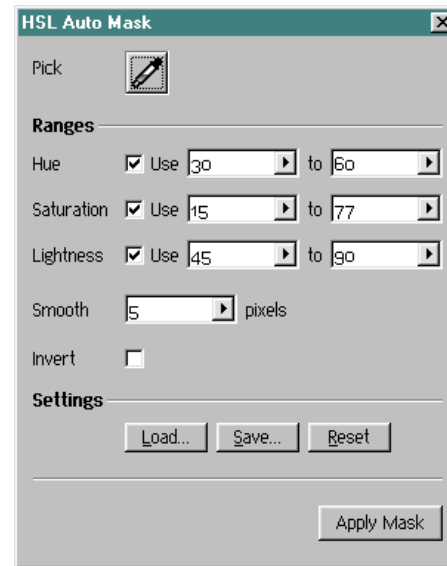 HSL Auto Mask
Pick
Ranges
Hue Use 30 to 60
Saturation Use 15 to 77
Lightness Use 45 to 90
Smooth 5 pixels
Invert
Settings
Load... Save... Reset
Apply Mask